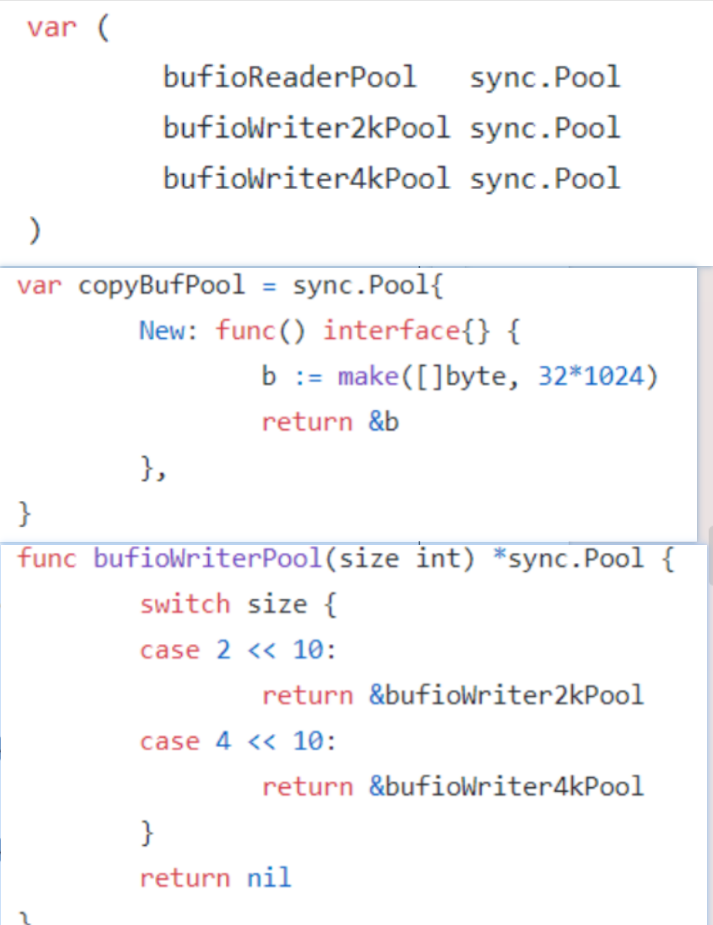 var (
        bufioReaderPool   sync.Pool
        bufioWriter2kPool sync.Pool
        bufioWriter4kPool sync.Pool
)
var copyBufPool = sync.Pool{
        New: func() interface{} {
                b := make([]byte, 32*1024)
                return &b
        },
}
func bufioWriterPool(size int) *sync.Pool {
        switch size {
        case 2 << 10:
                return &bufioWriter2kPool
        case 4 << 10:
                return &bufioWriter4kPool
        }
        return nil
}